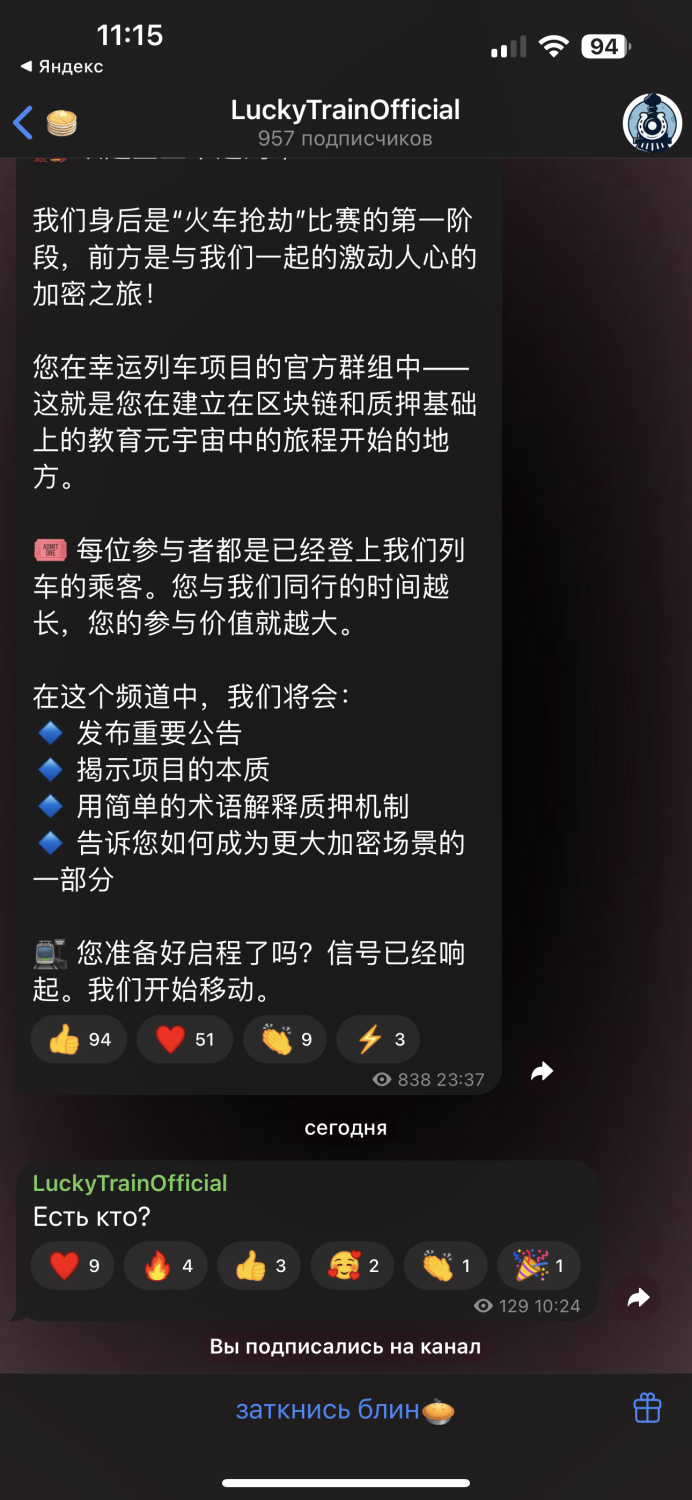 11:15
94
Яндекс
LuckyTrainOfficial
957 подписчиков
我们身后是“火车抢劫”比赛的第一阶
段，前方是与我们一起的激动人心的
加密之旅！
您在幸运列车项目的官方群组中——
这就是您在建立在区块链和质押基础
上的教育元宇宙中的旅程开始的地
方。
ADMIT ONE
每位参与者都是已经登上我们列
车的乘客。您与我们同行的时间越
长，您的参与价值就越大。
在这个频道中，我们将会：
发布重要公告
揭示项目的本质
用简单的术语解释质押机制
告诉您如何成为更大加密场景的
一部分
您准备好启程了吗？信号已经响
起。我们开始移动。
94 51 9 3
838 23:37
сегодня
LuckyTrainOfficial
Есть кто?
9 4 3 2 1 1
129 10:24
Вы подписались на канал
заткнись блин